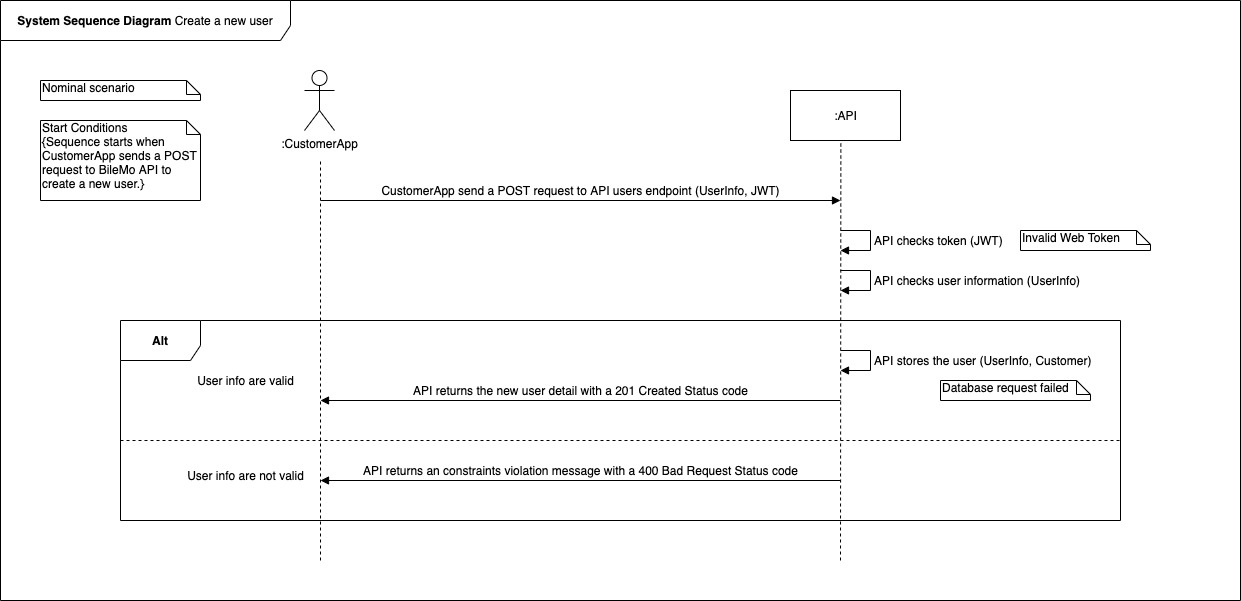 System Sequence Diagram Create a new user
Nominal scenario
Start Conditions
{Sequence starts when
CustomerApp sends a POST
request to BileMo API to
create a new user.}
:CustomerApp
:API
CustomerApp send a POST request to API users endpoint (UserInfo, JWT)
API checks token (JWT)
Invalid Web Token
API checks user information (UserInfo)
Alt
API stores the user (UserInfo, Customer)
User info are valid
API returns the new user detail with a 201 Created Status code
Database request failed
User info are not valid
API returns an constraints violation message with a 400 Bad Request Status code